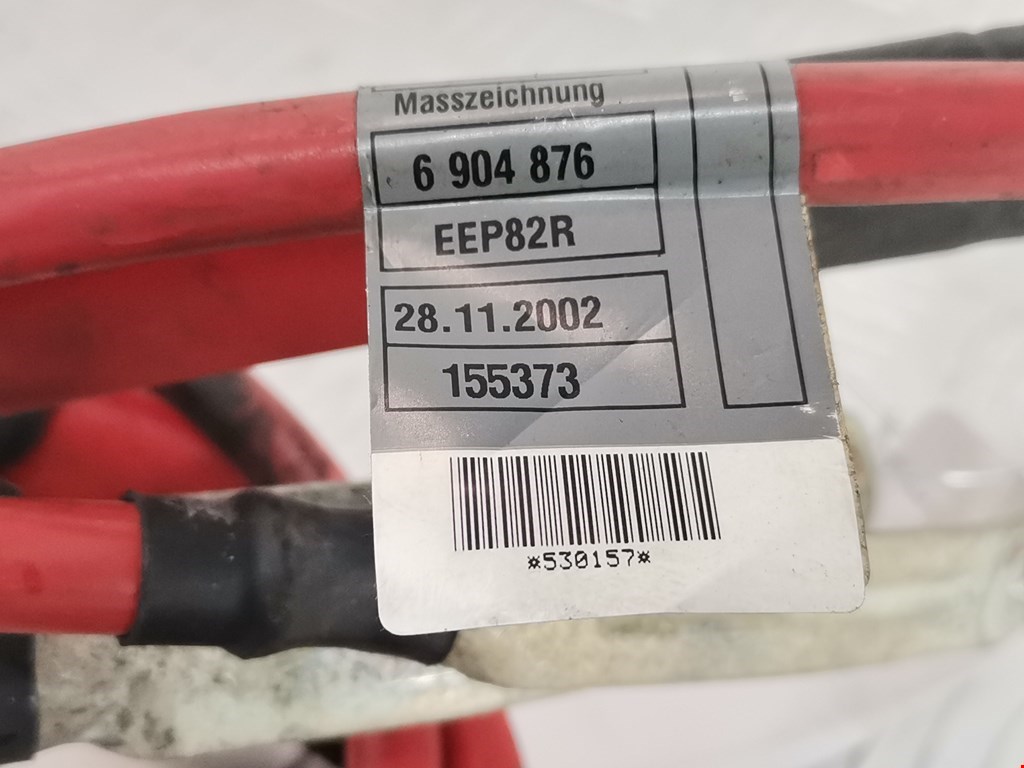 Masszeichnung
6 904 876
EEP82R
28.11.2002
155373
*530157*